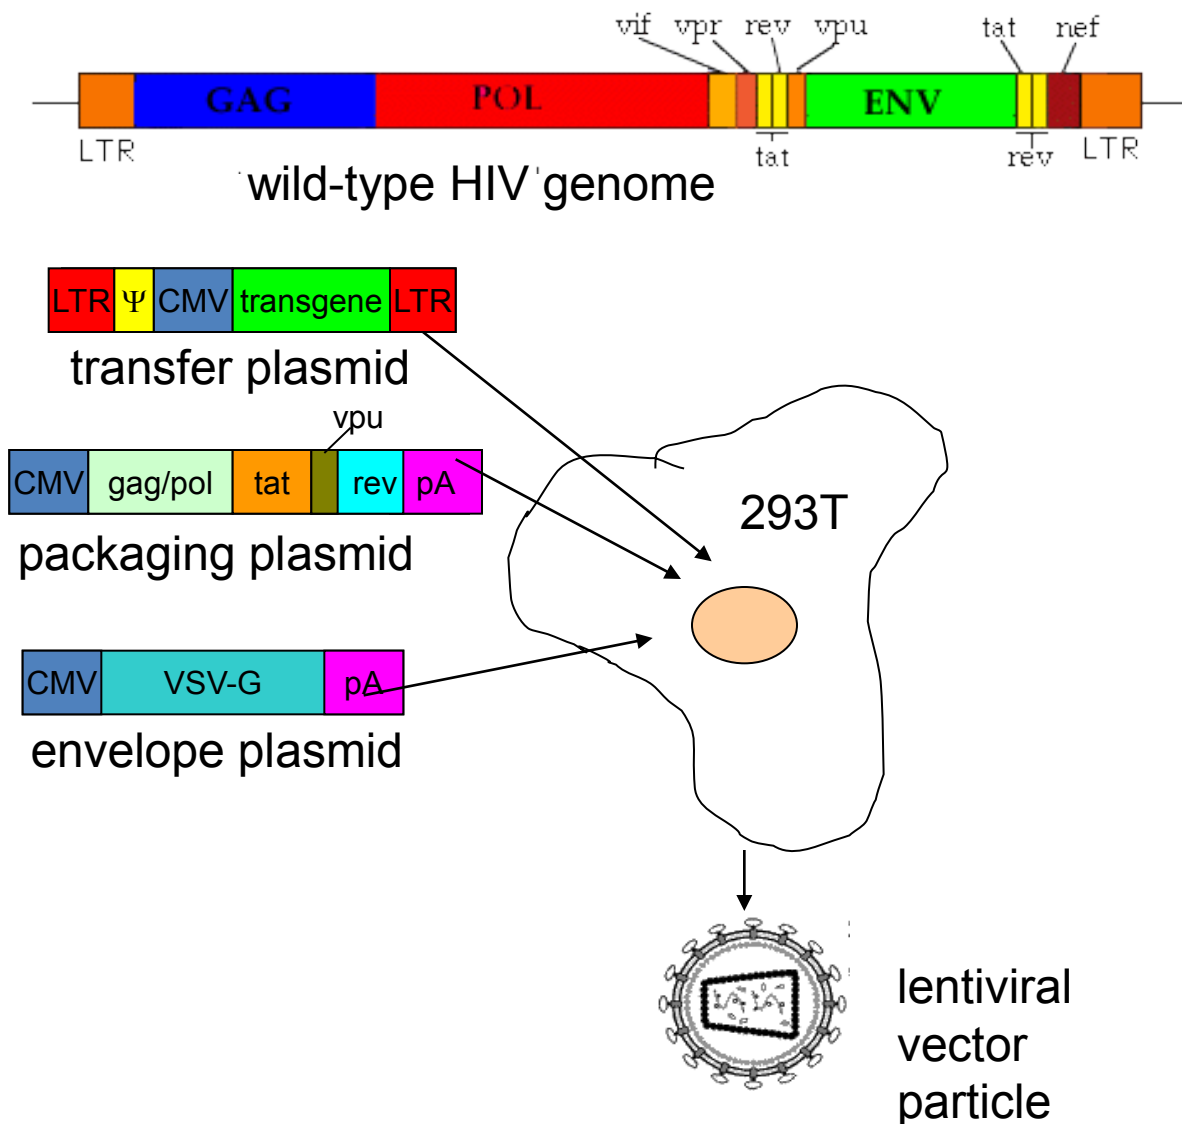 vif vpr rev vpu tat nef
GAG POL ENV
LTR tat rev LTR
wild-type HIV genome
LTR Ψ CMV transgene LTR
transfer plasmid
vpu
CMV gag/pol tat rev pA
packaging plasmid
293T
CMV VSV-G pA
envelope plasmid
lentiviral
vector
particle